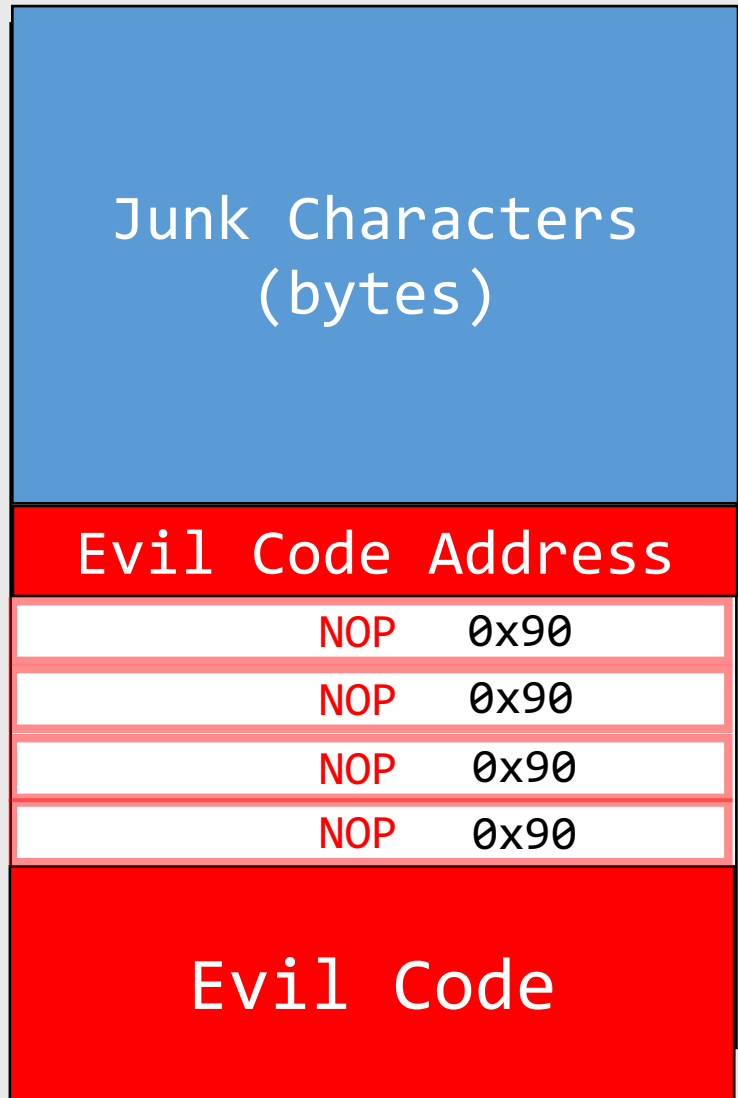 Junk Characters
(bytes)
Evil Code Address
NOP 0x90
NOP 0x90
NOP 0x90
NOP 0x90
Evil Code